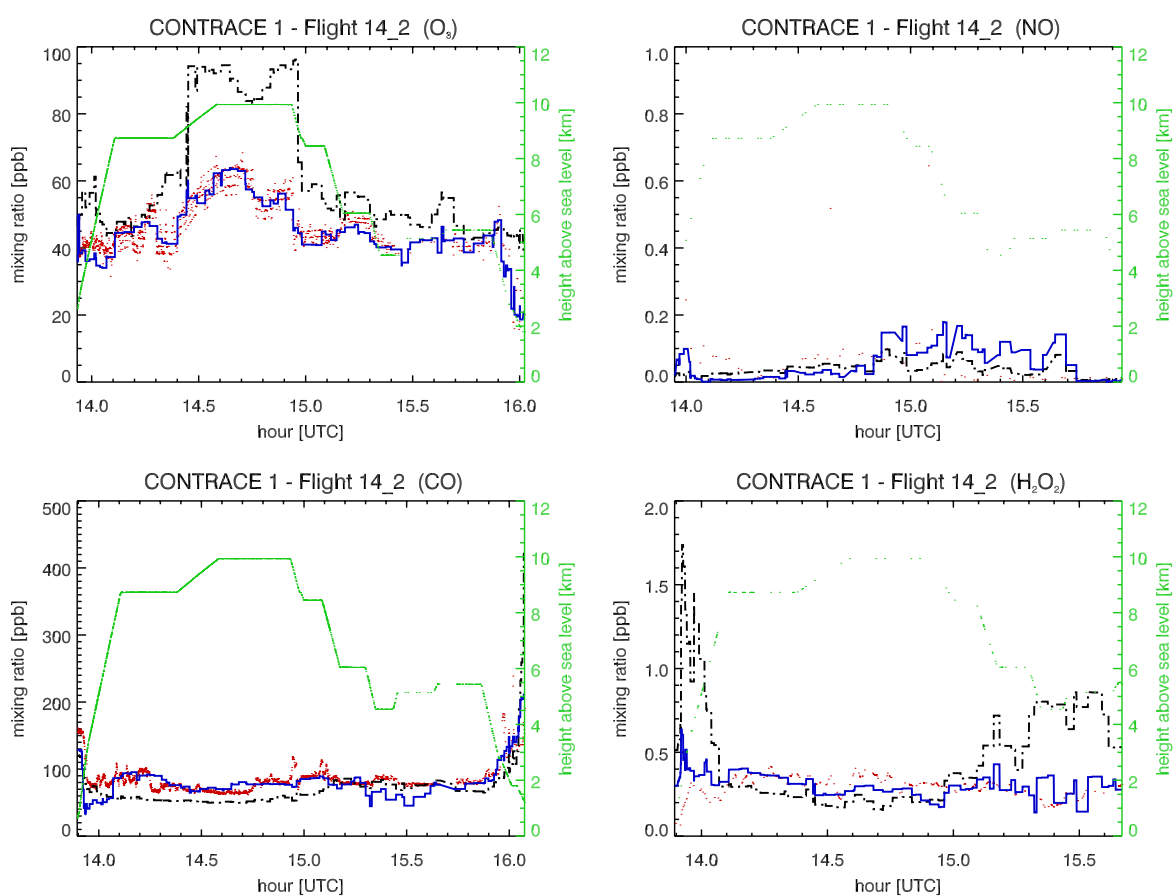 CONTRACE 1 - Flight 14_2 (O₃)
100
80
60
40
20
0
mixing ratio [ppb]
12
10
8
6
4
2
0
height above sea level [km]
14.0 14.5 15.0 15.5 16.0
hour [UTC]
CONTRACE 1 - Flight 14_2 (NO)
1.0
0.8
0.6
0.4
0.2
0.0
mixing ratio [ppb]
12
10
8
6
4
2
0
height above sea level [km]
14.0 14.5 15.0 15.5
hour [UTC]
CONTRACE 1 - Flight 14_2 (CO)
500
400
300
200
100
0
mixing ratio [ppb]
12
10
8
6
4
2
0
height above sea level [km]
14.0 14.5 15.0 15.5 16.0
hour [UTC]
CONTRACE 1 - Flight 14_2 (H₂O₂)
2.0
1.5
1.0
0.5
0.0
mixing ratio [ppb]
12
10
8
6
4
2
0
height above sea level [km]
14.0 14.5 15.0 15.5
hour [UTC]